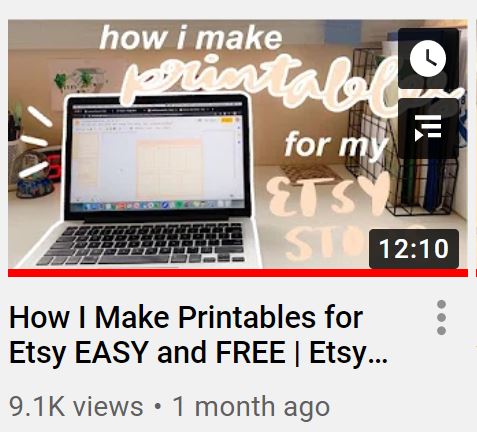 how i make
printables
for my
ETSY
STORE
12:10
How I Make Printables for
Etsy EASY and FREE | Etsy...
9.1K views • 1 month ago